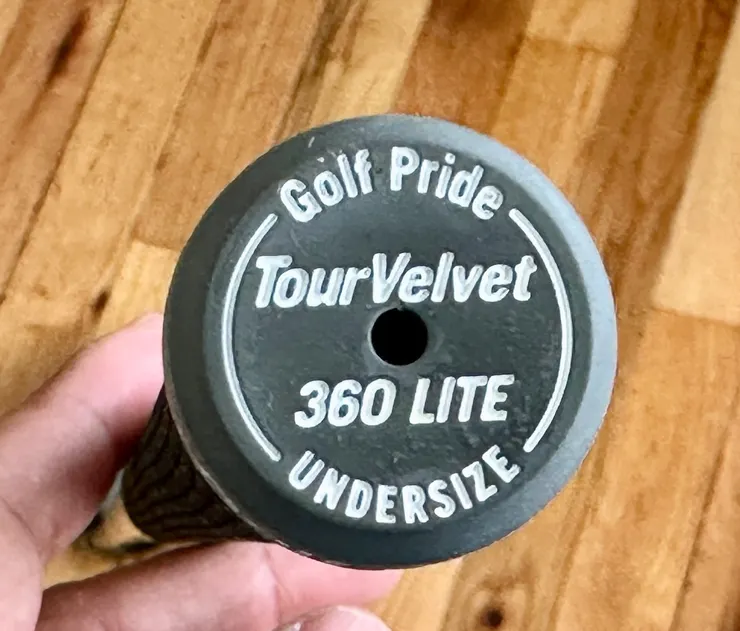 Golf Pride
TourVelvet
360 LITE
UNDERSIZE